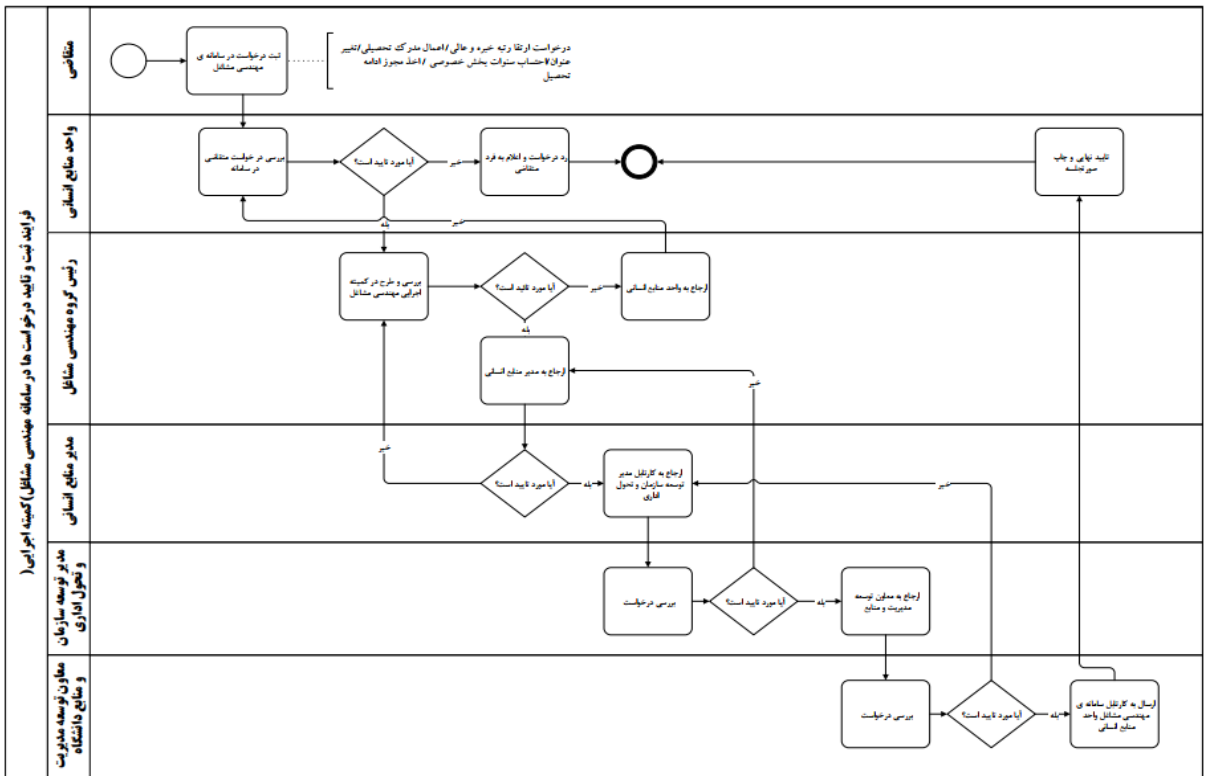 فرایند ثبت و تایید درخواست ها در سامانه مهندسی مشاغل)کمیته اجرایی(
متقاضی
ثبت درخواست در سامانه ی
مهندسی مشاغل
درخواست ارتقا رتبه خبره و عالی/اعمال مدرک تحصیلی/تغییر
عنوان/احتساب سنوات بخش خصوصی /اخذ مجوز ادامه
تحصیل
واحد منابع انسانی
بررسی در خواست متقاضی
در سامانه
آیا مورد تایید است؟
خیر
رد درخواست و اعلام به فرد
متقاضی
تایید نهایی و چاپ
صورتجلسه
بله
خیر
رئیس گروه مهندسی مشاغل
بررسی و طرح در کمیته
اجرایی مهندسی مشاغل
آیا مورد تائید است؟
خیر
ارجاع به واحد منابع انسانی
بله
ارجاع به مدیر منابع انسانی
خیر
مدیر منابع انسانی
خیر
آیا مورد تایید است؟
بله
ارجاع به کارتابل مدیر
توسعه سازمان و تحول
اداری
خیر
مدیر توسعه سازمان
و تحول اداری
بررسی درخواست
آیا مورد تایید است؟
بله
ارجاع به معاون توسعه
مدیریت و منابع
معاون توسعه مدیریت
و منابع دانشگاه
بررسی درخواست
آیا مورد تایید است؟
بله
ارسال به کارتابل سامانه ی
مهندسی مشاغل واحد
منابع انسانی